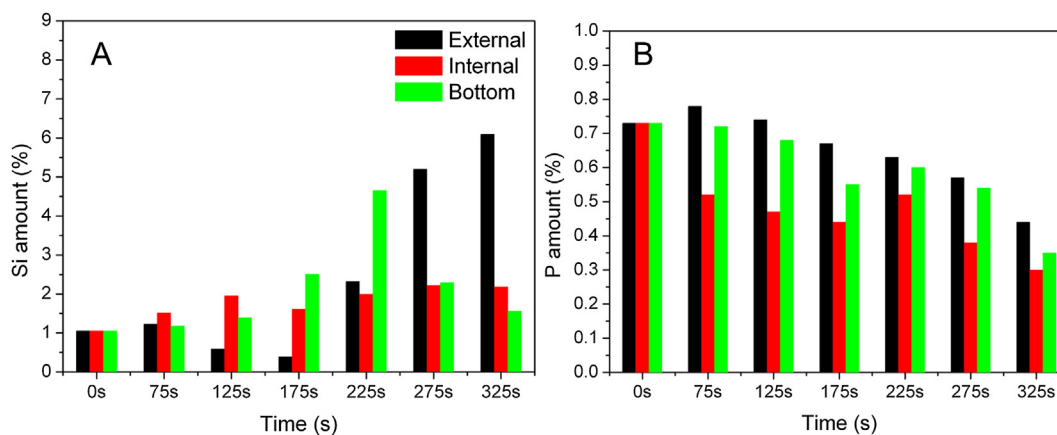 A
External
Internal
Bottom
Si amount (%)
9
8
7
6
5
4
3
2
1
0
0s 75s 125s 175s 225s 275s 325s
Time (s)
B
P amount (%)
1.0
0.9
0.8
0.7
0.6
0.5
0.4
0.3
0.2
0.1
0.0
0s 75s 125s 175s 225s 275s 325s
Time (s)